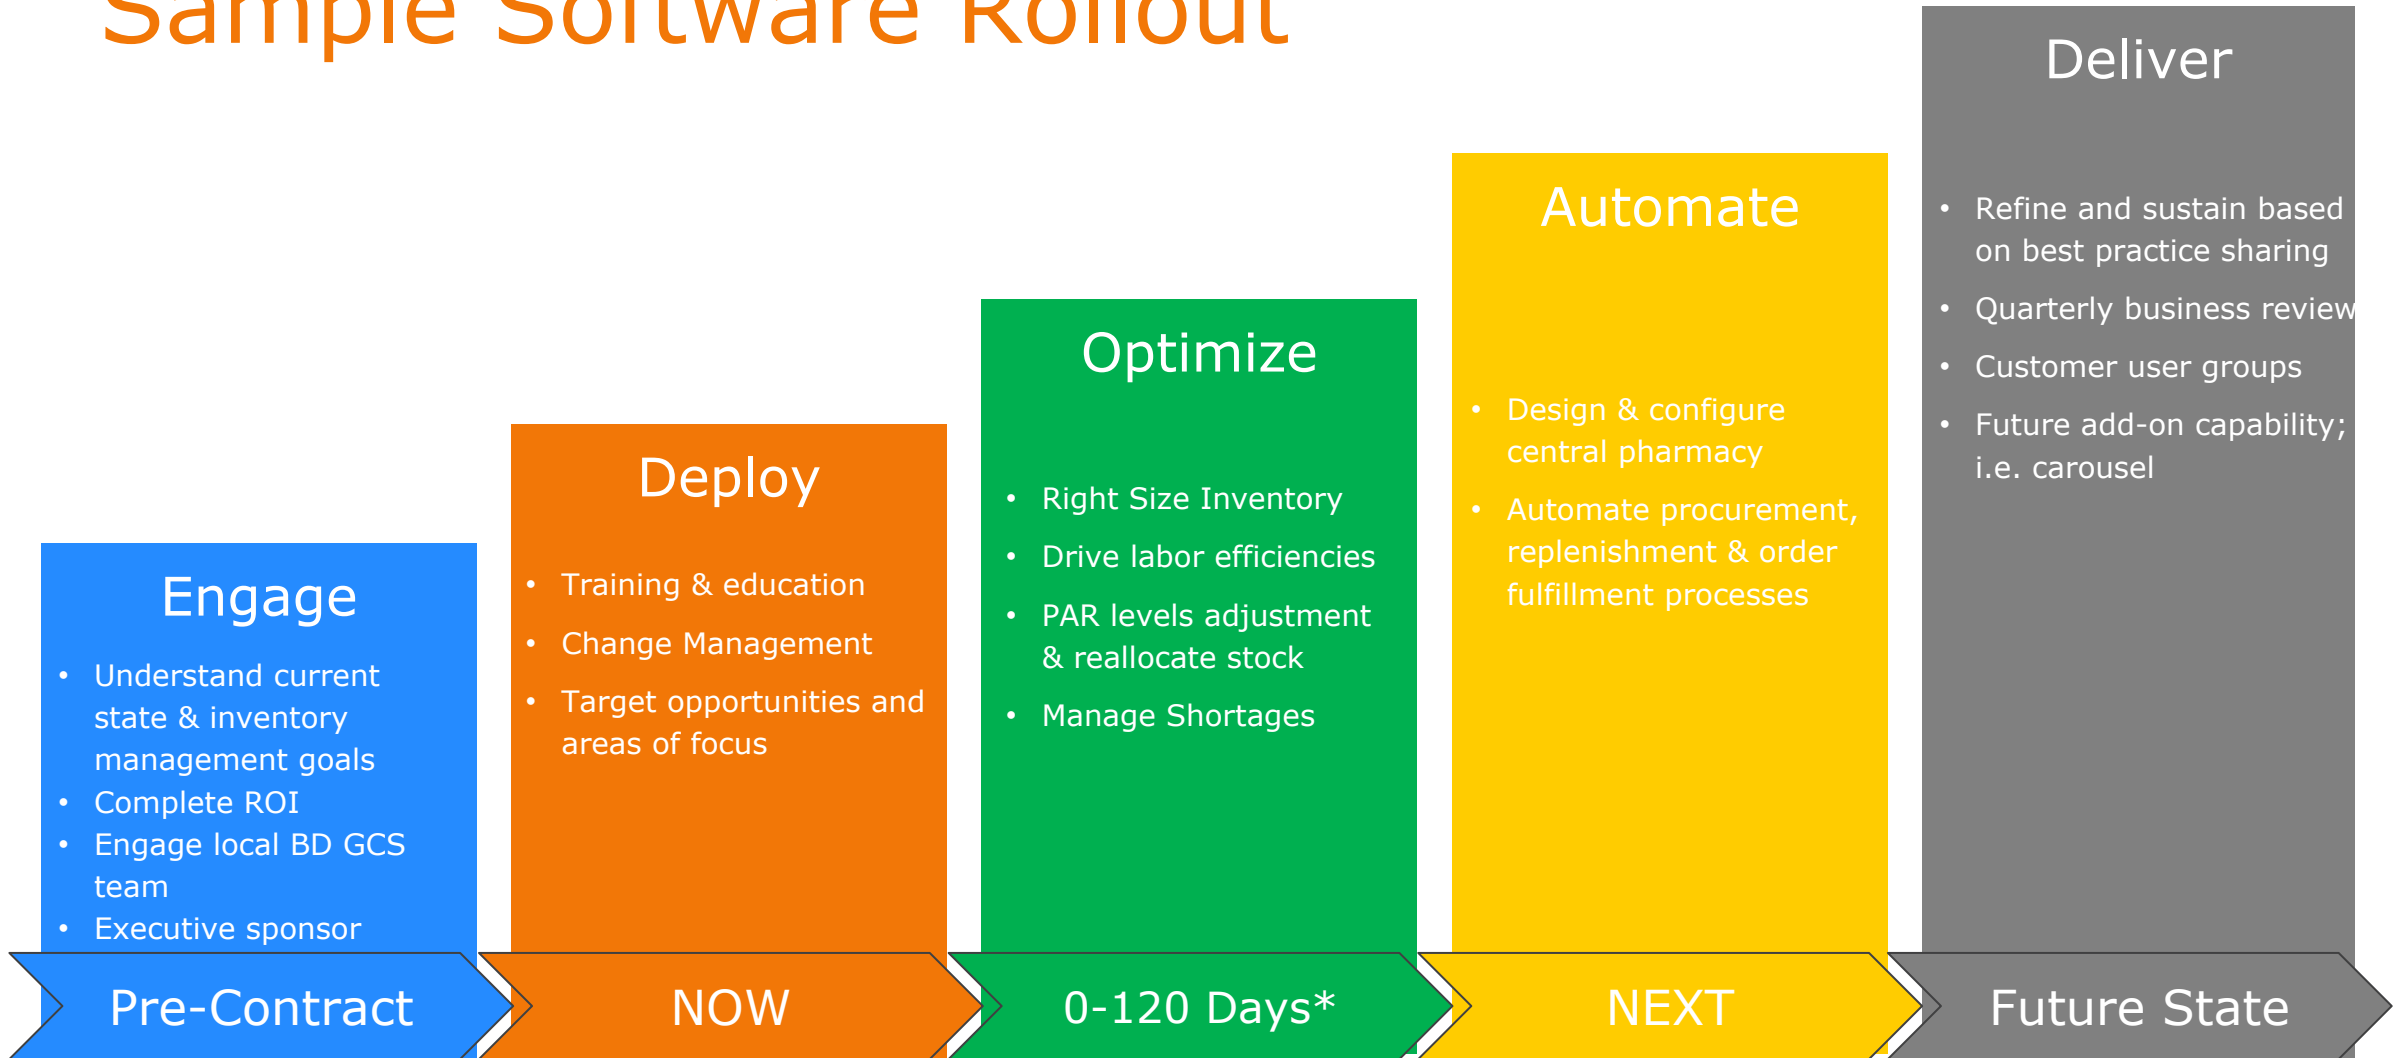 Sample Software Rollout
Engage
• Understand current
state & inventory
management goals
• Complete ROI
• Engage local BD GCS
team
• Executive sponsor
Pre-Contract
Deploy
• Training & education
• Change Management
• Target opportunities and
areas of focus
NOW
Optimize
• Right Size Inventory
• Drive labor efficiencies
• PAR levels adjustment
& reallocate stock
• Manage Shortages
0-120 Days*
Automate
• Design & configure
central pharmacy
• Automate procurement,
replenishment & order
fulfillment processes
NEXT
Deliver
• Refine and sustain based
on best practice sharing
• Quarterly business review
• Customer user groups
• Future add-on capability;
i.e. carousel
Future State